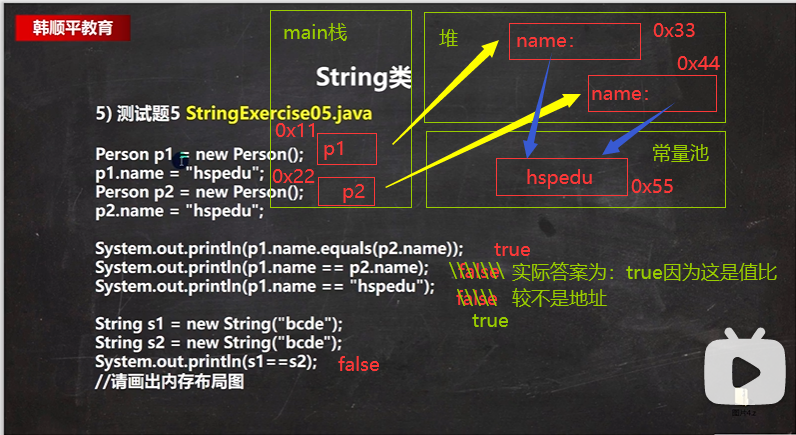 韩顺平教育
main栈
堆
name:
0x33
0x44
name:
String类
5) 测试题5 StringExercise05.java
0x11
p1
常量池
Person p1 = new Person();
p1.name = "hspedu";
0x22
Person p2 = new Person();
p2
hspedu
0x55
p2.name = "hspedu";
System.out.println(p1.name.equals(p2.name));
true
System.out.println(p1.name == p2.name);
\\false\\ 实际答案为：true因为这是值比
System.out.println(p1.name == "hspedu");
false 较不是地址
true
String s1 = new String("bcde");
String s2 = new String("bcde");
System.out.println(s1==s2);
false
//请画出内存布局图